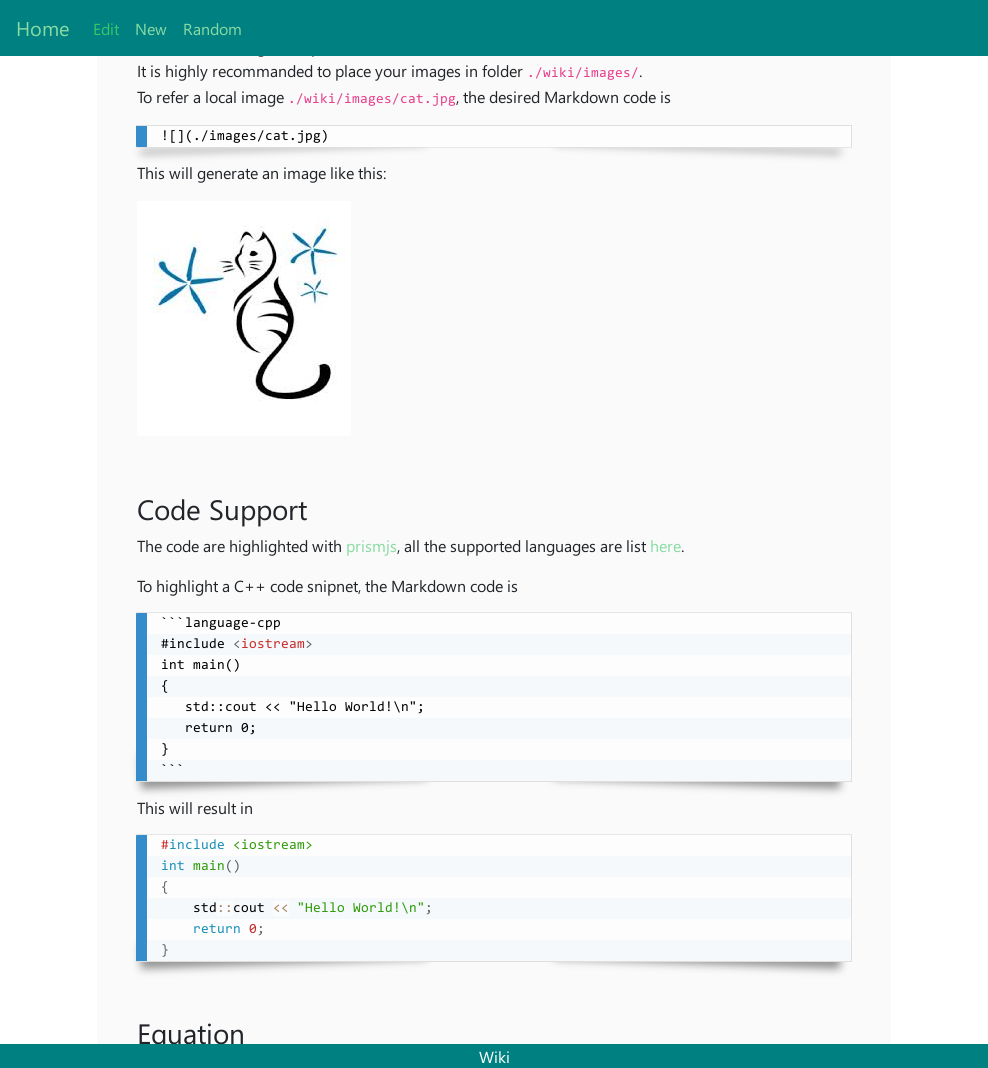 Home Edit New Random
It is highly recommanded to place your images in folder ./wiki/images/.
To refer a local image ./wiki/images/cat.jpg, the desired Markdown code is
![](./images/cat.jpg)
This will generate an image like this:
Code Support
The code are highlighted with prismjs, all the supported languages are list here.
To highlight a C++ code snipnet, the Markdown code is
```language-cpp
#include <iostream>
int main()
{
   std::cout << "Hello World!\n";
   return 0;
}
```
This will result in
#include <iostream>
int main()
{
    std::cout << "Hello World!\n";
    return 0;
}
Equation
Wiki